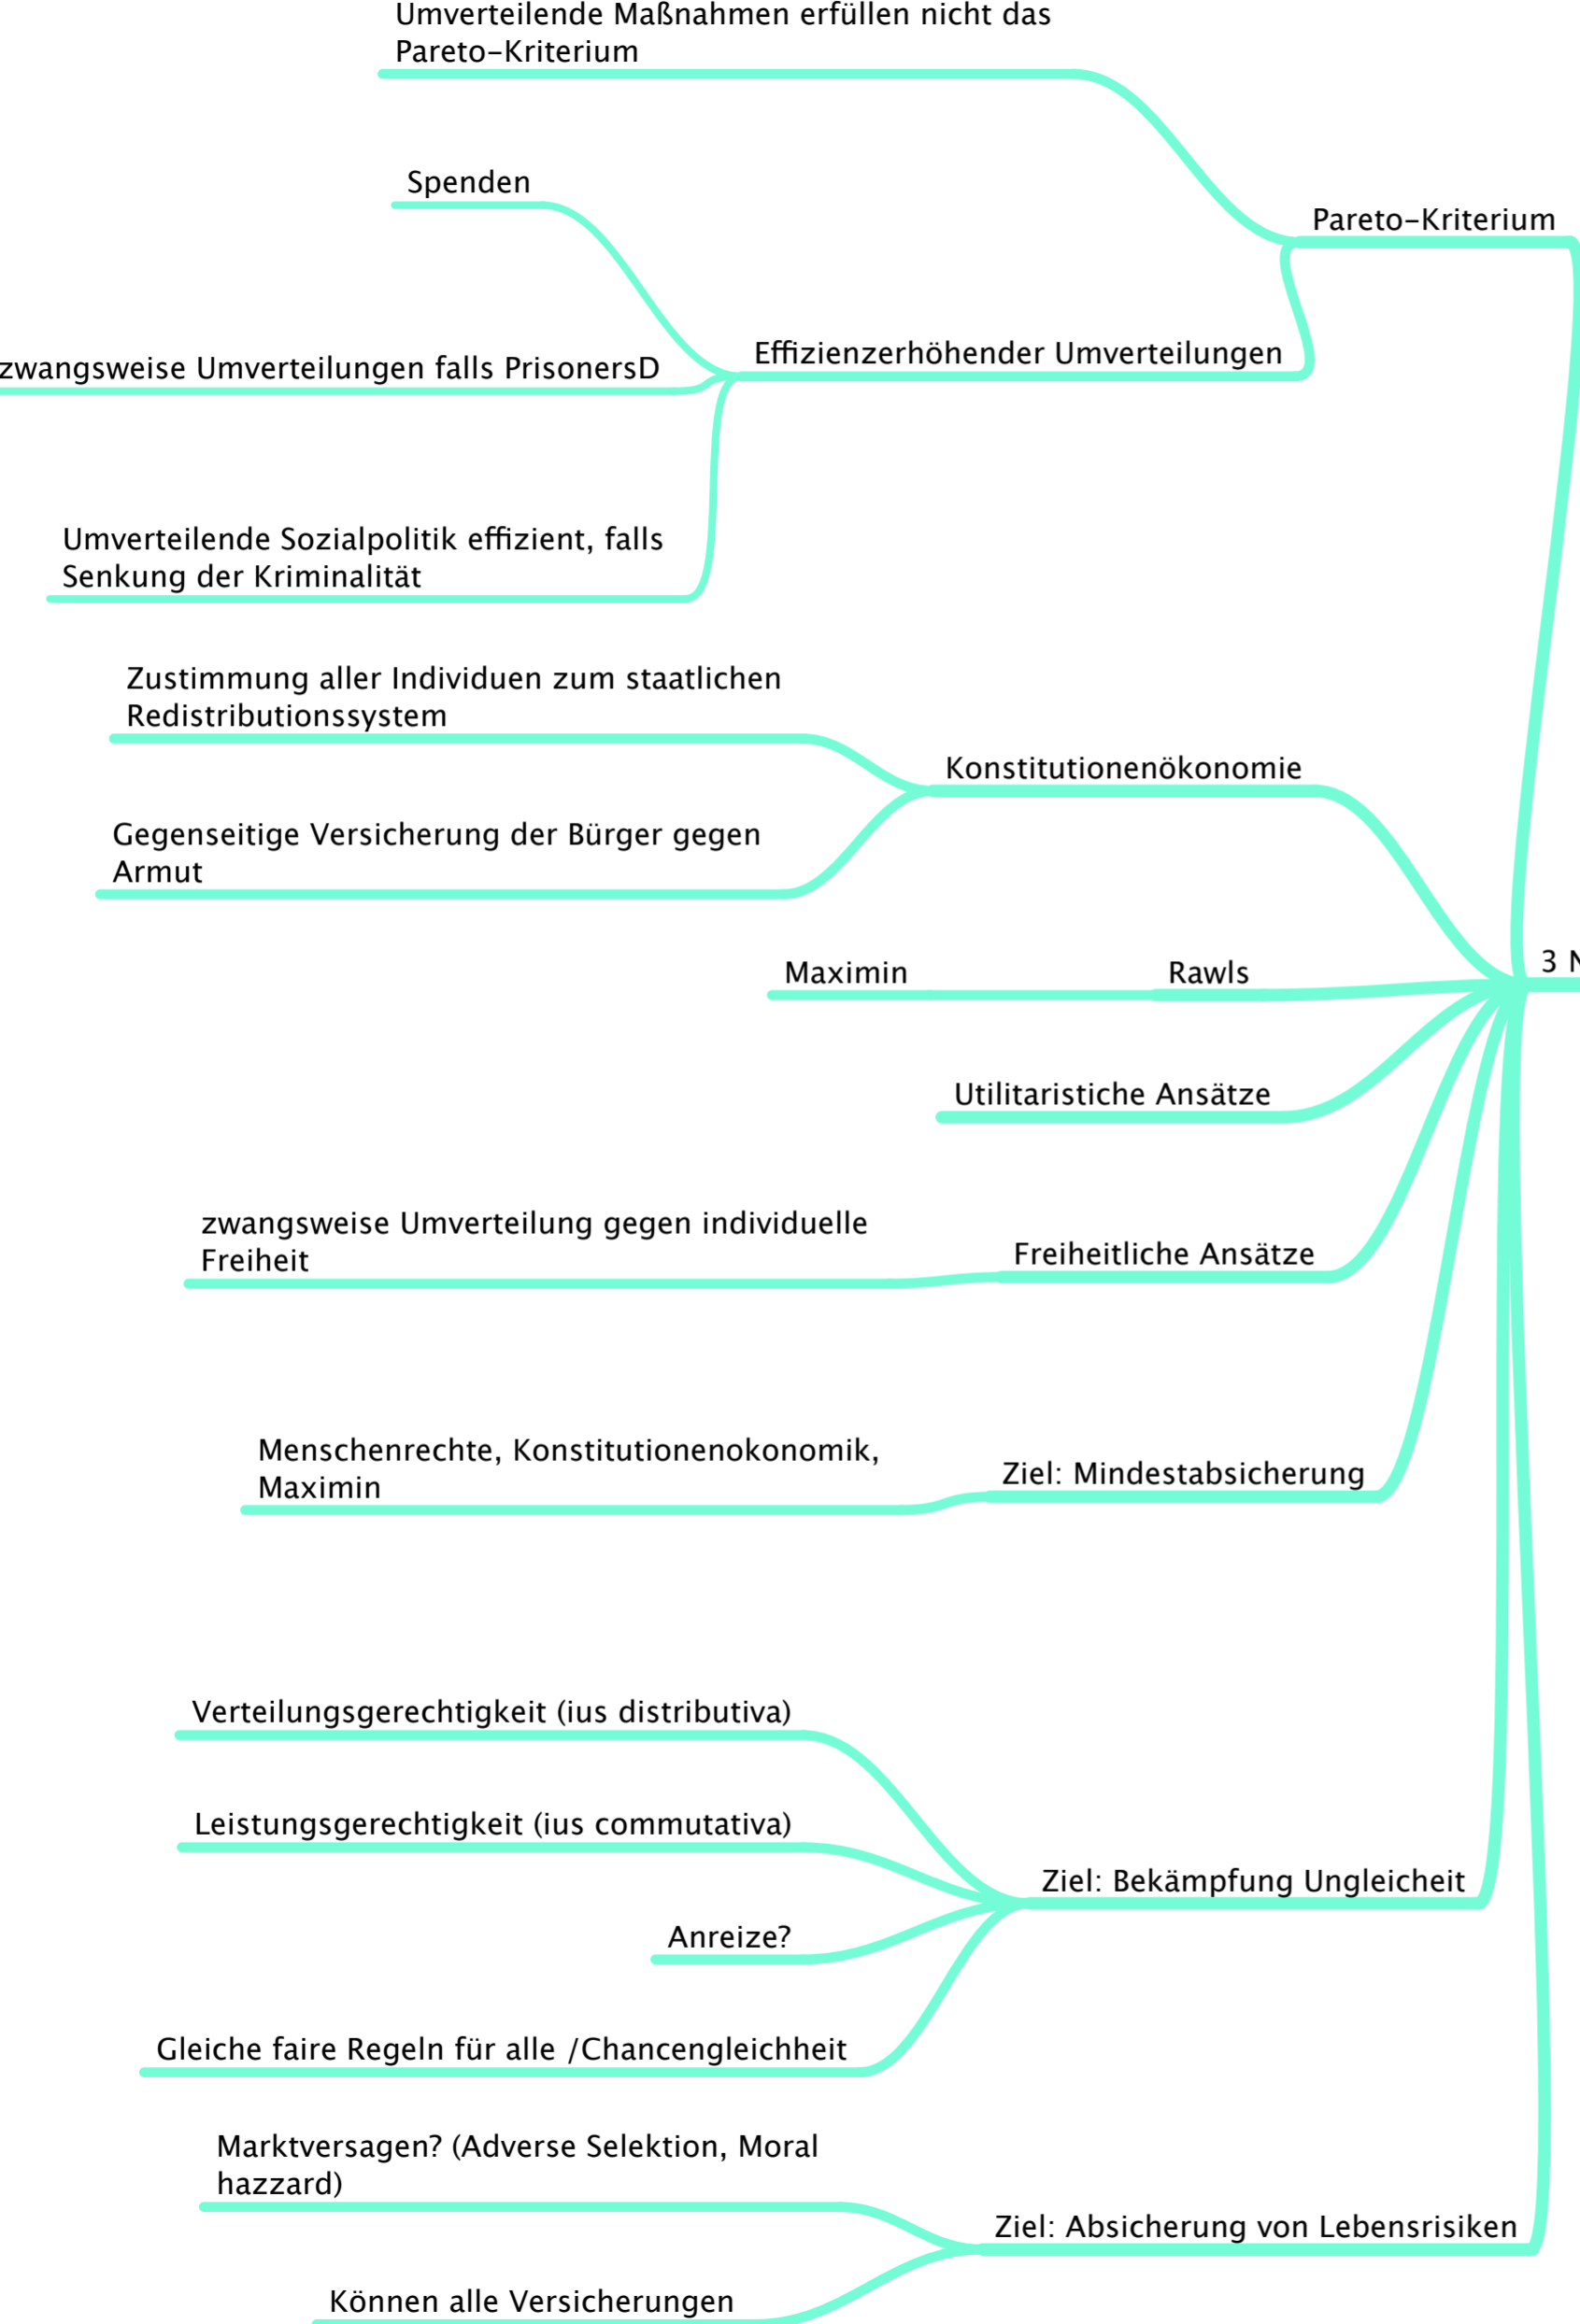 Umverteilende Maßnahmen erfüllen nicht das
Pareto-Kriterium
Spenden
Pareto-Kriterium
Effizienzerhöhender Umverteilungen
zwangsweise Umverteilungen falls PrisonersD
Umverteilende Sozialpolitik effizient, falls
Senkung der Kriminalität
Zustimmung aller Individuen zum staatlichen
Redistributionssystem
Konstitutionenökonomie
Gegenseitige Versicherung der Bürger gegen
Armut
Maximin
Rawls
3 N
Utilitaristiche Ansätze
zwangsweise Umverteilung gegen individuelle
Freiheit
Freiheitliche Ansätze
Menschenrechte, Konstitutionenokonomik,
Maximin
Ziel: Mindestabsicherung
Verteilungsgerechtigkeit (ius distributiva)
Leistungsgerechtigkeit (ius commutativa)
Ziel: Bekämpfung Ungleicheit
Anreize?
Gleiche faire Regeln für alle /Chancengleichheit
Marktversagen? (Adverse Selektion, Moral
hazzard)
Ziel: Absicherung von Lebensrisiken
Können alle Versicherungen